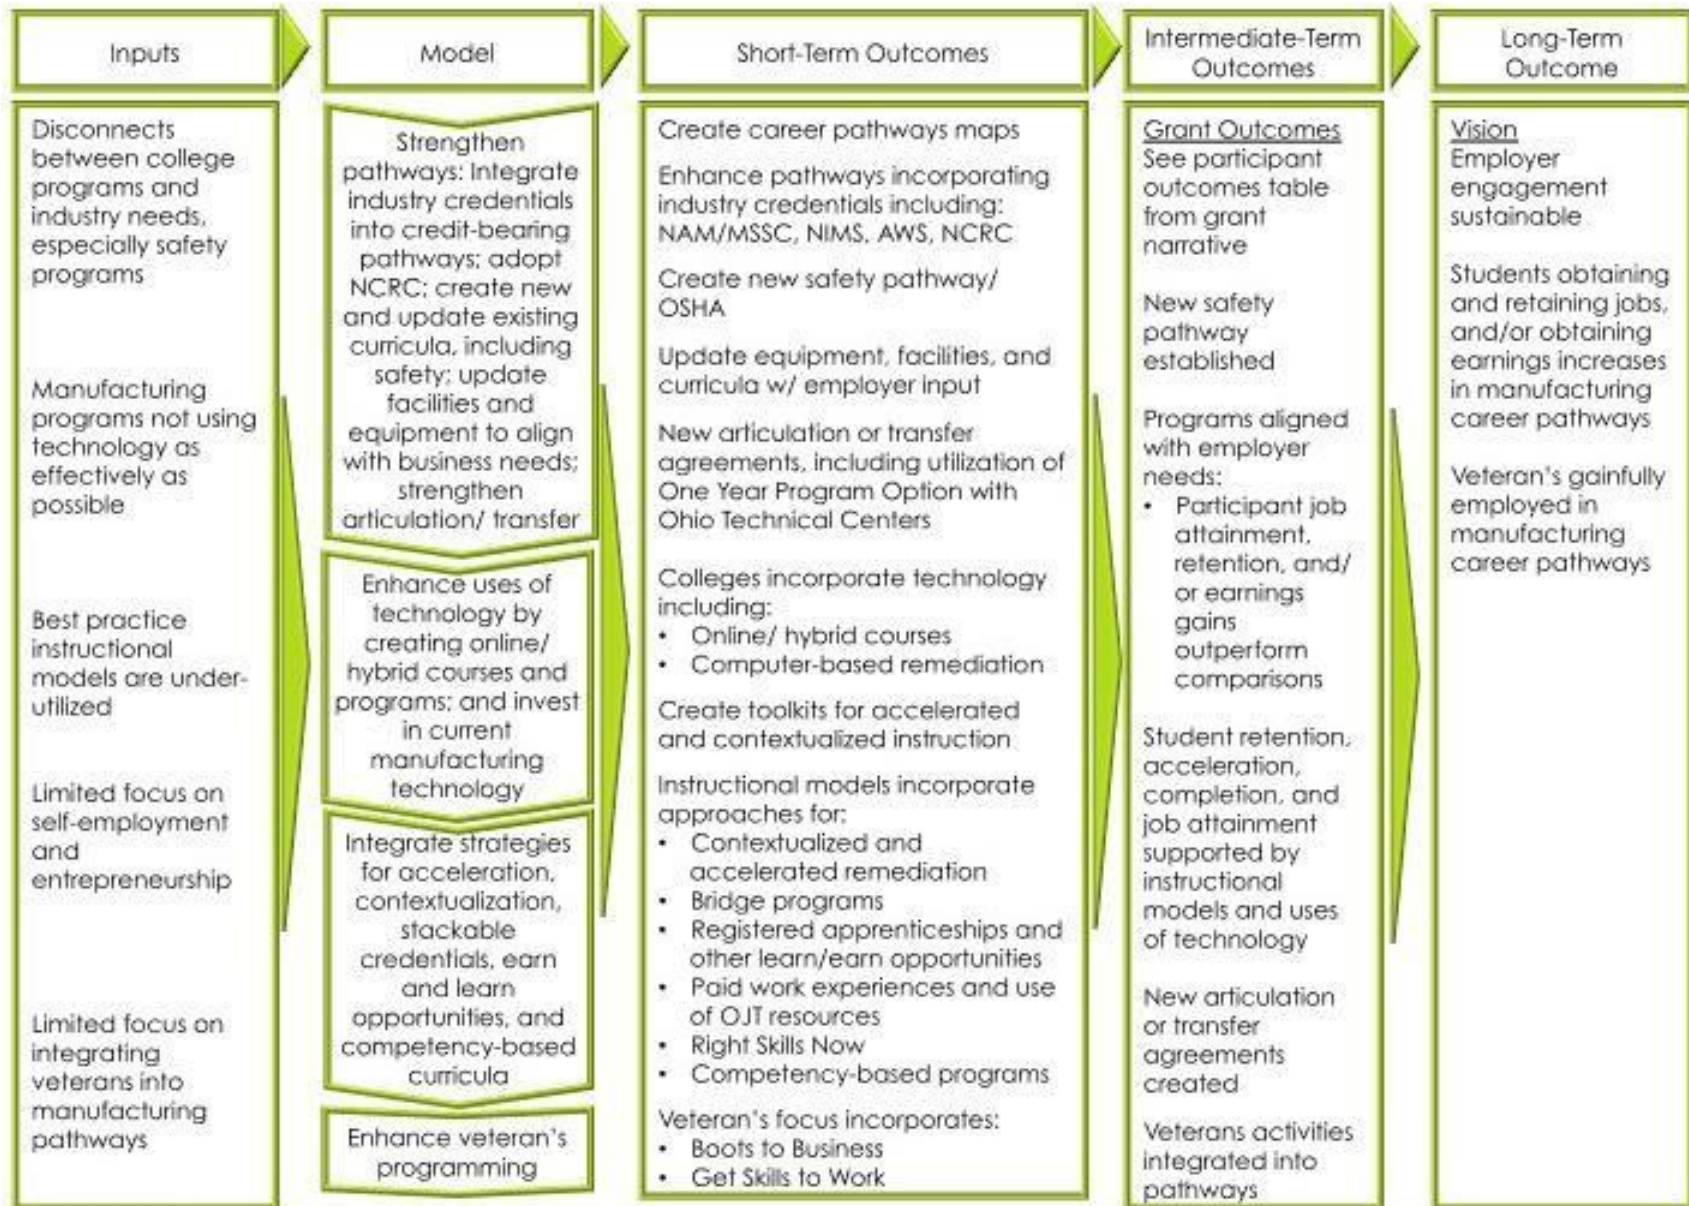 Inputs
Model
Short-Term Outcomes
Intermediate-Term
Outcomes
Long-Term
Outcome
Disconnects
between college
programs and
industry needs,
especially safety
programs
Manufacturing
programs not using
technology as
effectively as
possible
Best practice
instructional
models are under-
utilized
Limited focus on
self-employment
and
entrepreneurship
Limited focus on
integrating
veterans into
manufacturing
pathways
Strengthen
pathways: Integrate
industry credentials
into credit-bearing
pathways; adopt
NCRC; create new
and update existing
curricula, including
safety; update
facilities and
equipment to align
with business needs;
strengthen
articulation/ transfer
Enhance uses of
technology by
creating online/
hybrid courses and
programs; and invest
in current
manufacturing
technology
Integrate strategies
for acceleration,
contextualization,
stackable
credentials, earn
and learn
opportunities, and
competency-based
curricula
Enhance veteran's
programming
Create career pathways maps
Enhance pathways incorporating
industry credentials including:
NAM/MSSC, NIMS, AWS, NCRC
Create new safety pathway/
OSHA
Update equipment, facilities, and
curricula w/ employer input
New articulation or transfer
agreements, including utilization of
One Year Program Option with
Ohio Technical Centers
Colleges incorporate technology
including:
• Online/ hybrid courses
• Computer-based remediation
Create toolkits for accelerated
and contextualized instruction
Instructional models incorporate
approaches for:
• Contextualized and
accelerated remediation
• Bridge programs
• Registered apprenticeships and
other learn/earn opportunities
• Paid work experiences and use
of OJT resources
• Right Skills Now
• Competency-based programs
Veteran's focus incorporates:
• Boots to Business
• Get Skills to Work
Grant Outcomes
See participant
outcomes table
from grant
narrative
New safety
pathway
established
Programs aligned
with employer
needs:
• Participant job
attainment,
retention, and/
or earnings
gains
outperform
comparisons
Student retention,
acceleration,
completion, and
job attainment
supported by
instructional
models and uses
of technology
New articulation
or transfer
agreements
created
Veterans activities
integrated into
pathways
Vision
Employer
engagement
sustainable
Students obtaining
and retaining jobs,
and/or obtaining
earnings increases
in manufacturing
career pathways
Veteran's gainfully
employed in
manufacturing
career pathways